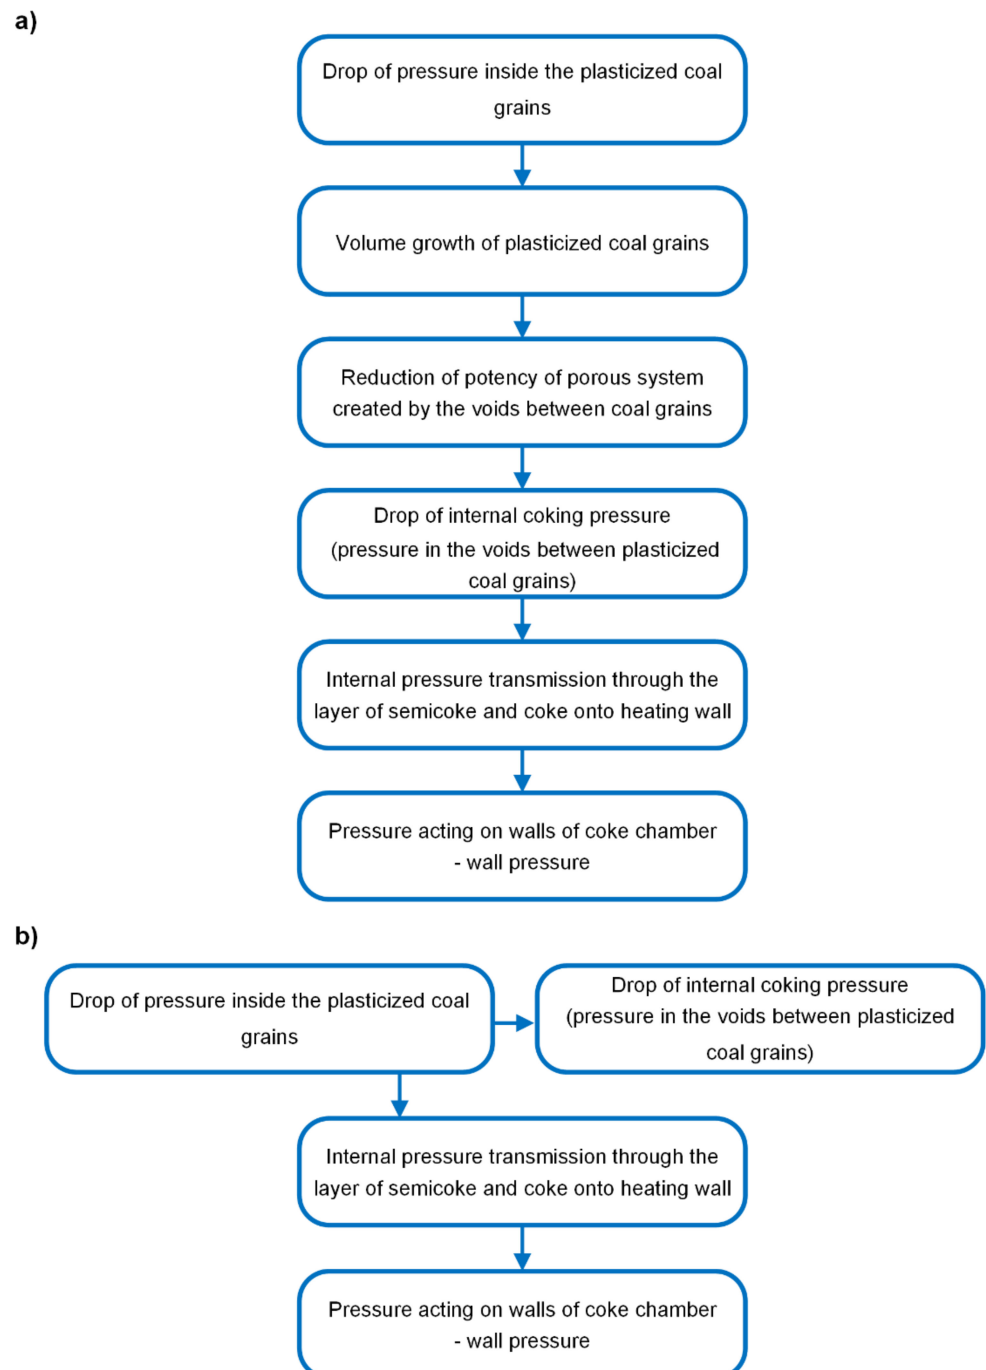 a)
Drop of pressure inside the plasticized coal
grains
Volume growth of plasticized coal grains
Reduction of potency of porous system
created by the voids between coal grains
Drop of internal coking pressure
(pressure in the voids between plasticized
coal grains)
Internal pressure transmission through the
layer of semicoke and coke onto heating wall
Pressure acting on walls of coke chamber
- wall pressure
b)
Drop of pressure inside the plasticized coal
grains
Drop of internal coking pressure
(pressure in the voids between plasticized
coal grains)
Internal pressure transmission through the
layer of semicoke and coke onto heating wall
Pressure acting on walls of coke chamber
- wall pressure